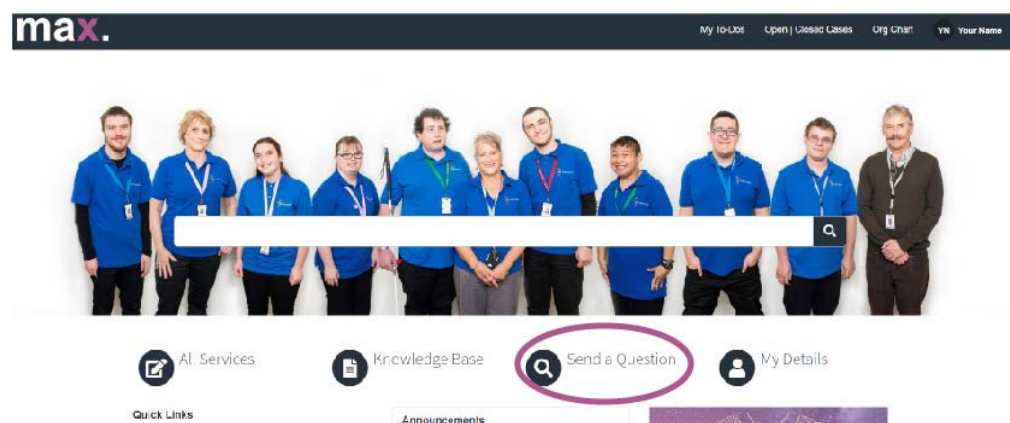 max.
My To-Dos Open | Closed Cases Org Chart YN Your Name
All Services Knowledge Base Send a Question My Details
Quick Links Announcements